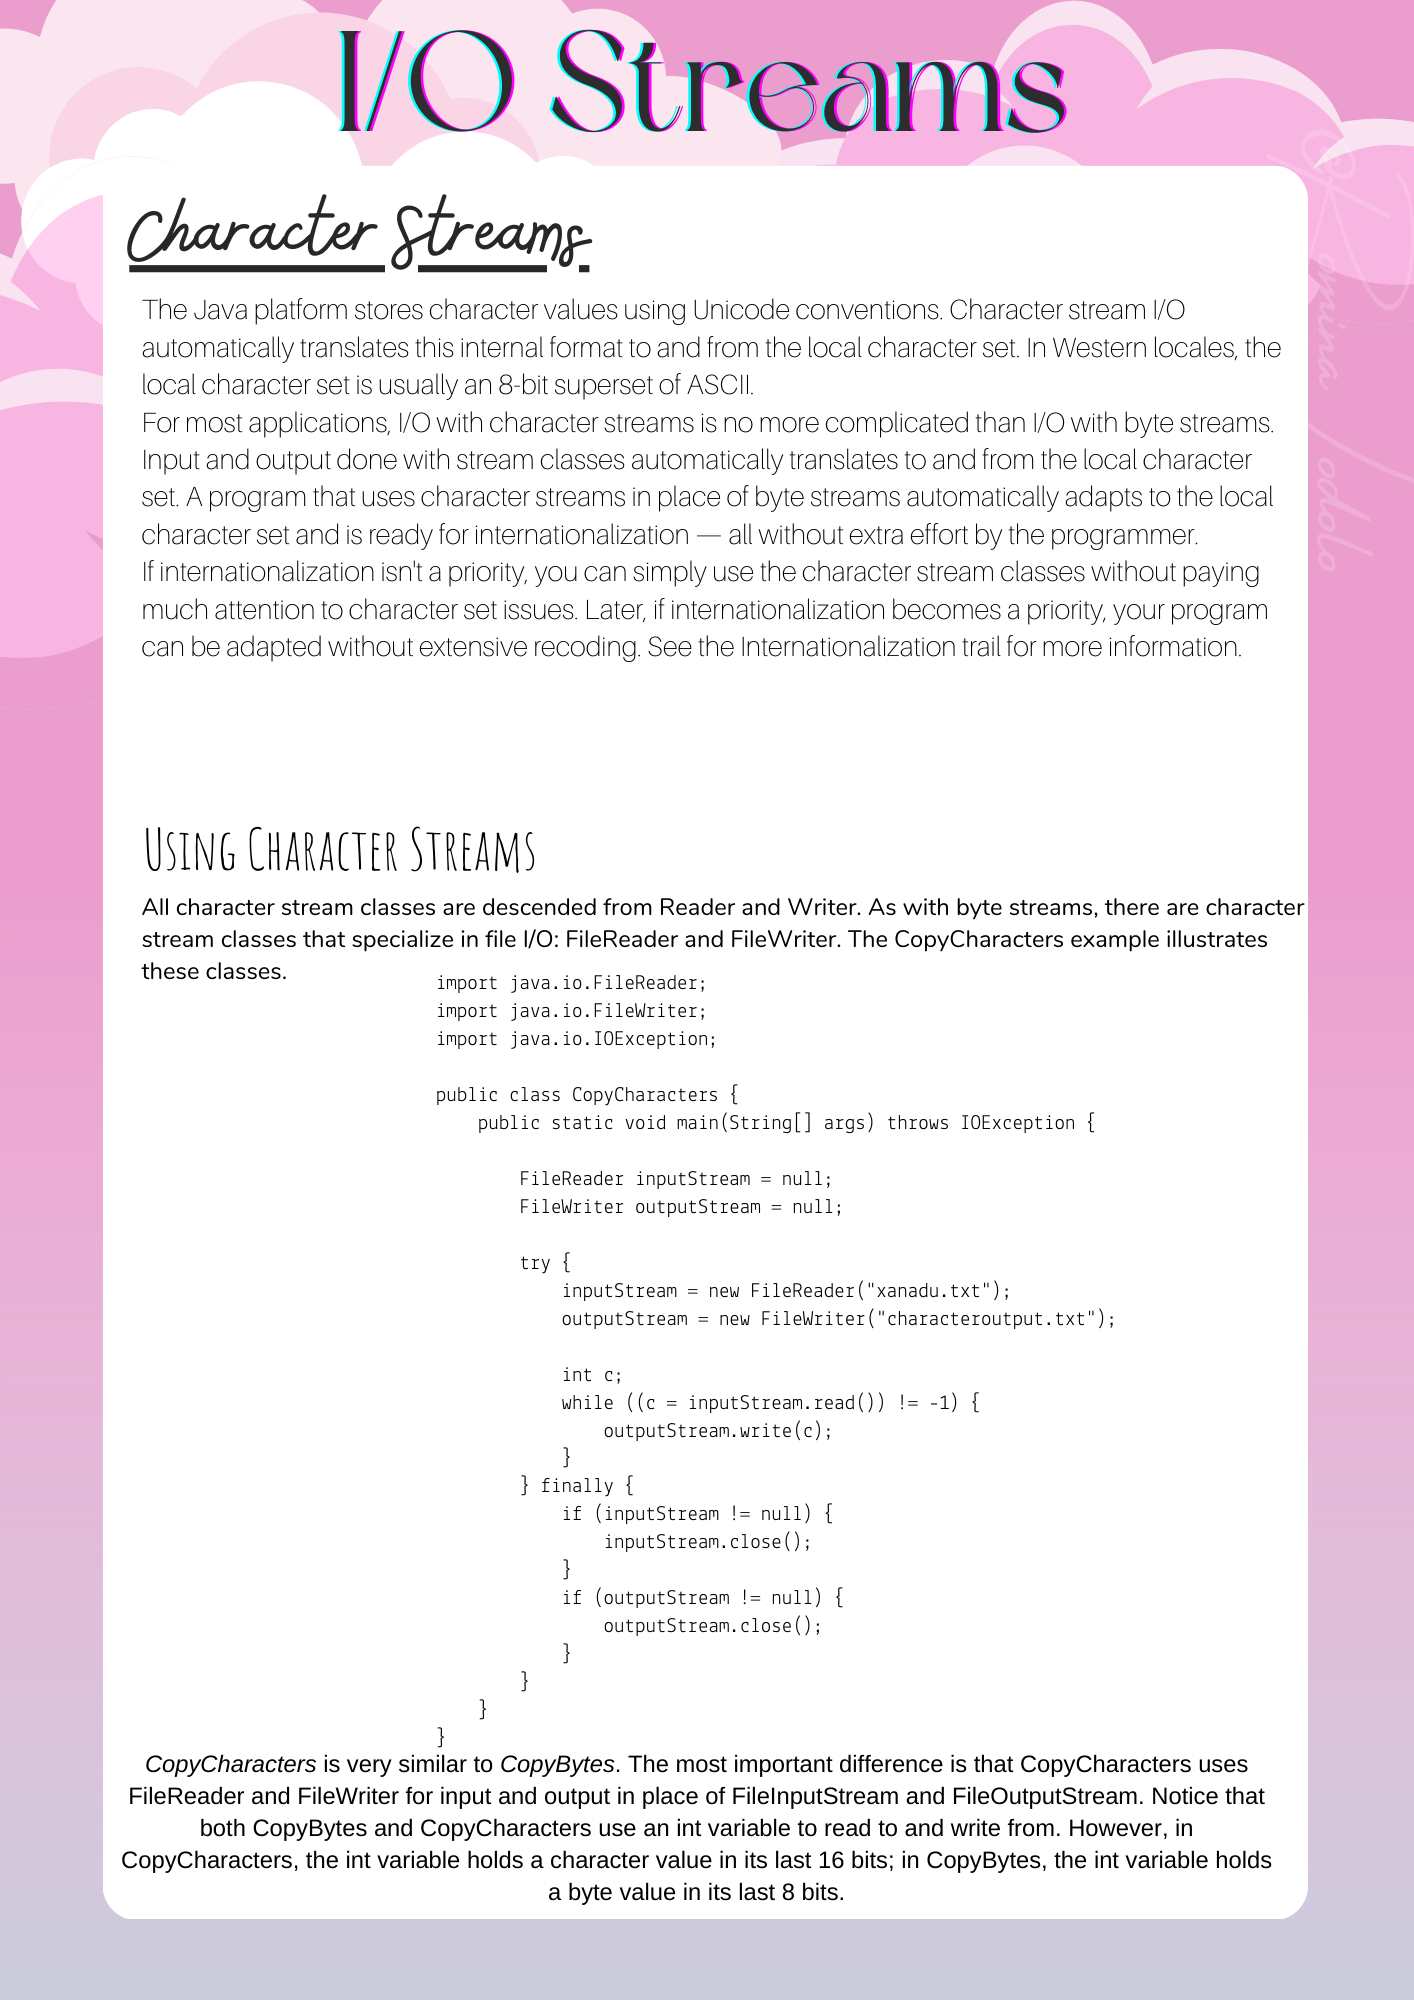 I/O Streams
Character Streams
The Java platform stores character values using Unicode conventions. Character stream I/O
automatically translates this internal format to and from the local character set. In Western locales, the
local character set is usually an 8-bit superset of ASCII.
For most applications, I/O with character streams is no more complicated than I/O with byte streams.
Input and output done with stream classes automatically translates to and from the local character
set. A program that uses character streams in place of byte streams automatically adapts to the local
character set and is ready for internationalization — all without extra effort by the programmer.
If internationalization isn't a priority, you can simply use the character stream classes without paying
much attention to character set issues. Later, if internationalization becomes a priority, your program
can be adapted without extensive recoding. See the Internationalization trail for more information.
Using Character Streams
All character stream classes are descended from Reader and Writer. As with byte streams, there are character
stream classes that specialize in file I/O: FileReader and FileWriter. The CopyCharacters example illustrates
these classes.
import java.io.FileReader;
import java.io.FileWriter;
import java.io.IOException;
public class CopyCharacters {
    public static void main(String[] args) throws IOException {
        FileReader inputStream = null;
        FileWriter outputStream = null;
        try {
            inputStream = new FileReader("xanadu.txt");
            outputStream = new FileWriter("characteroutput.txt");
            int c;
            while ((c = inputStream.read()) != -1) {
                outputStream.write(c);
            }
        } finally {
            if (inputStream != null) {
                inputStream.close();
            }
            if (outputStream != null) {
                outputStream.close();
            }
        }
    }
}
CopyCharacters is very similar to CopyBytes. The most important difference is that CopyCharacters uses
FileReader and FileWriter for input and output in place of FileInputStream and FileOutputStream. Notice that
both CopyBytes and CopyCharacters use an int variable to read to and write from. However, in
CopyCharacters, the int variable holds a character value in its last 16 bits; in CopyBytes, the int variable holds
a byte value in its last 8 bits.